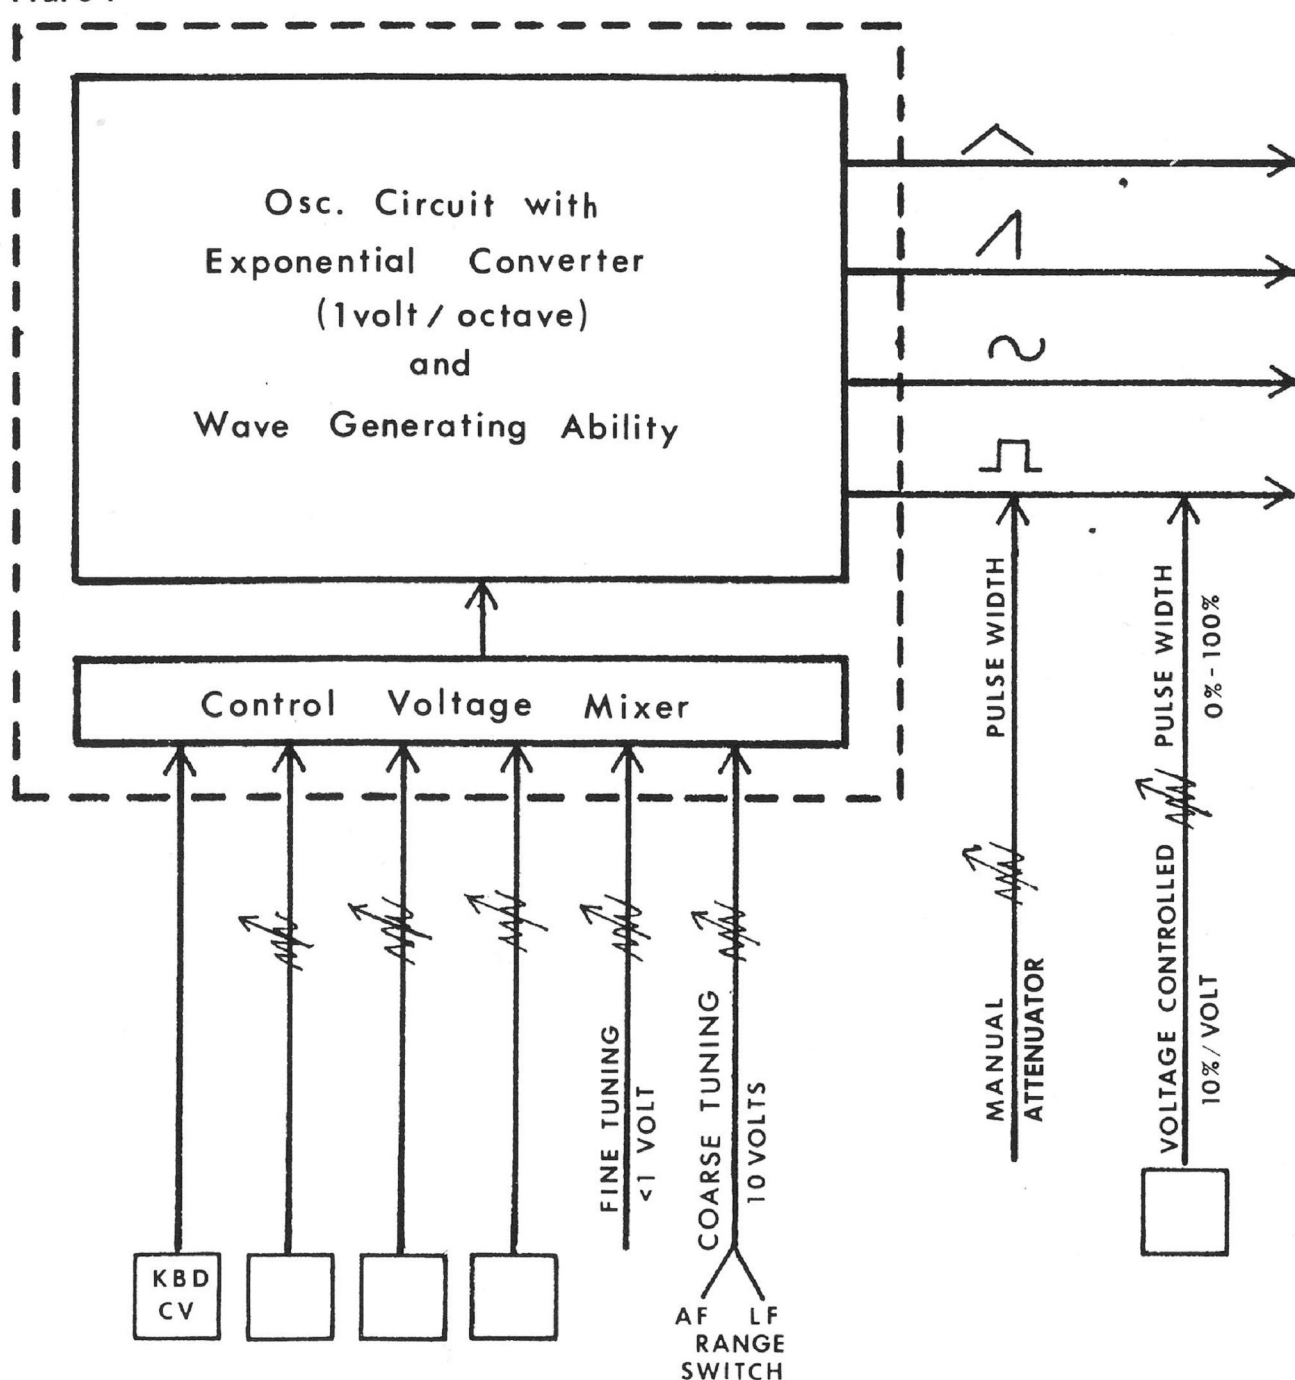 Osc. Circuit with
Exponential Converter
(1volt / octave)
and
Wave Generating Ability
Control Voltage Mixer
PULSE WIDTH
MANUAL
ATTENUATOR
VOLTAGE CONTROLLED PULSE WIDTH
10%/VOLT 0%-100%
FINE TUNING
<1 VOLT
COARSE TUNING
10 VOLTS
KBD
CV
AF LF
RANGE
SWITCH